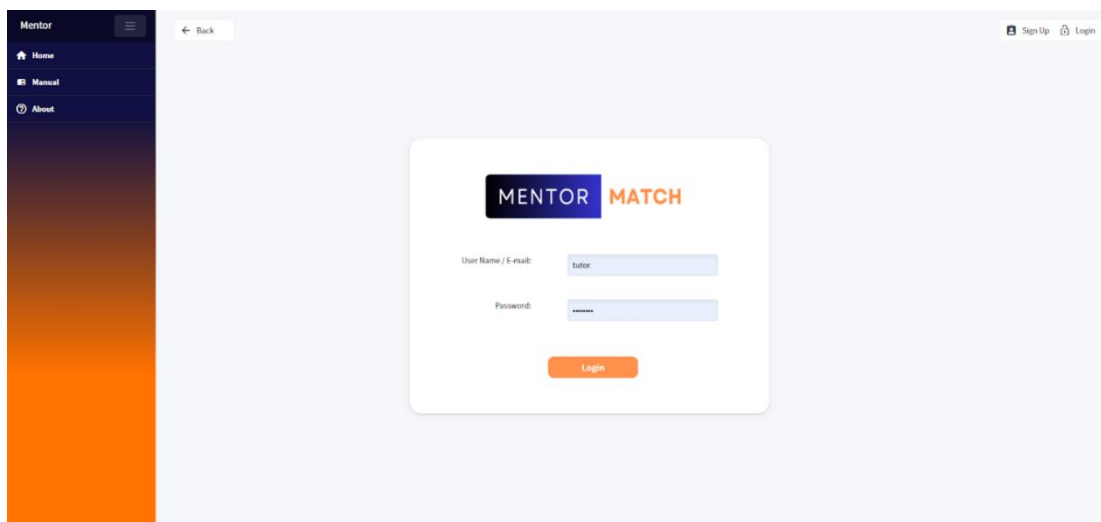 Mentor
Home
Manual
About
← Back
Sign Up Login
MENTOR MATCH
User Name / E-mail: tutor
Password: ••••••••
Login